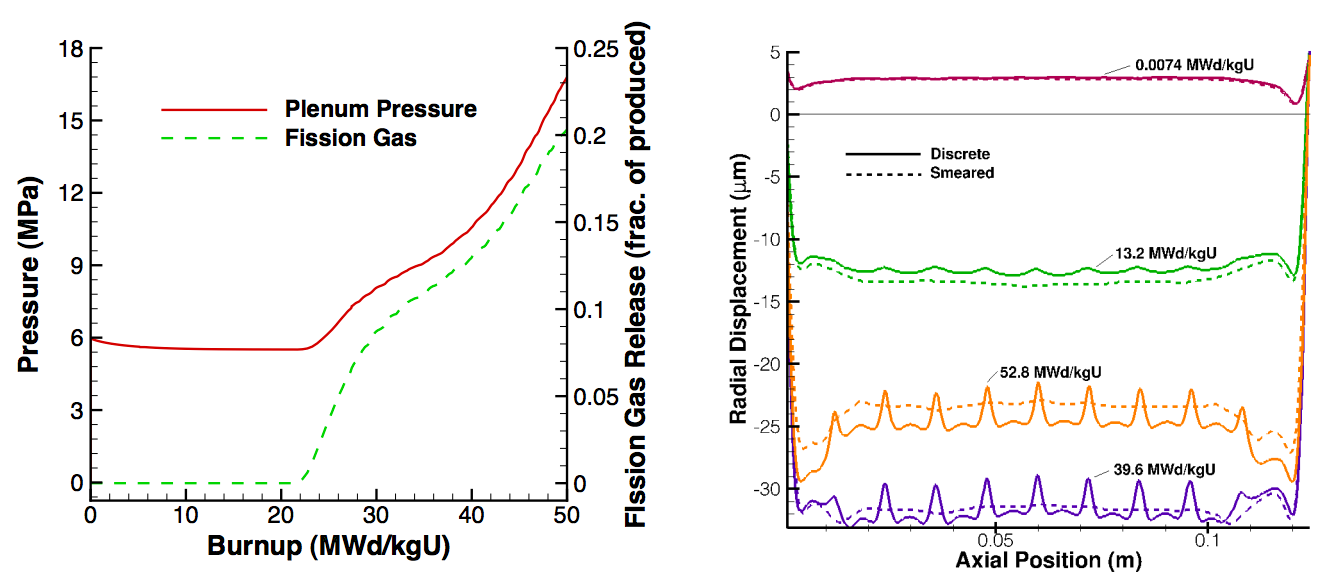 Pressure (MPa)
18
15
12
9
6
3
0
Plenum Pressure
Fission Gas
0.25
0.2
0.15
0.1
0.05
0
Fission Gas Release (frac. of produced)
0
10
20
30
40
50
Burnup (MWd/kgU)
Radial Displacement (μm)
5
0
-5
-10
-15
-20
-25
-30
0.0074 MWd/kgU
Discrete
Smeared
13.2 MWd/kgU
52.8 MWd/kgU
39.6 MWd/kgU
0.05
0.1
Axial Position (m)